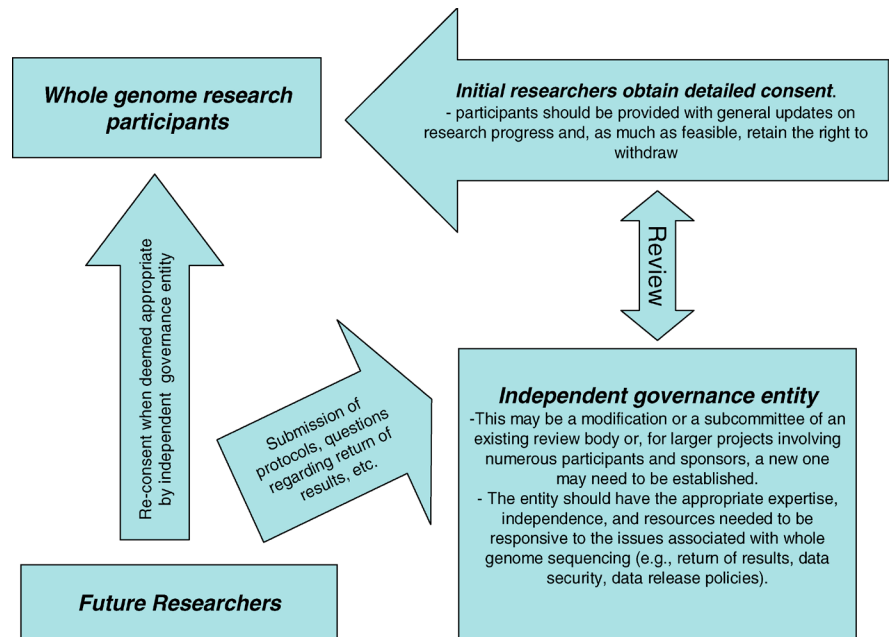 Whole genome research
participants
Initial researchers obtain detailed consent.
- participants should be provided with general updates on
research progress and, as much as feasible, retain the right to
withdraw
Review
Re-consent when deemed appropriate
by independent governance entity
Submission of
protocols, questions
regarding return of
results, etc.
Independent governance entity
-This may be a modification or a subcommittee of an
existing review body or, for larger projects involving
numerous participants and sponsors, a new one
may need to be established.
- The entity should have the appropriate expertise,
independence, and resources needed to be
responsive to the issues associated with whole
genome sequencing (e.g., return of results, data
security, data release policies).
Future Researchers